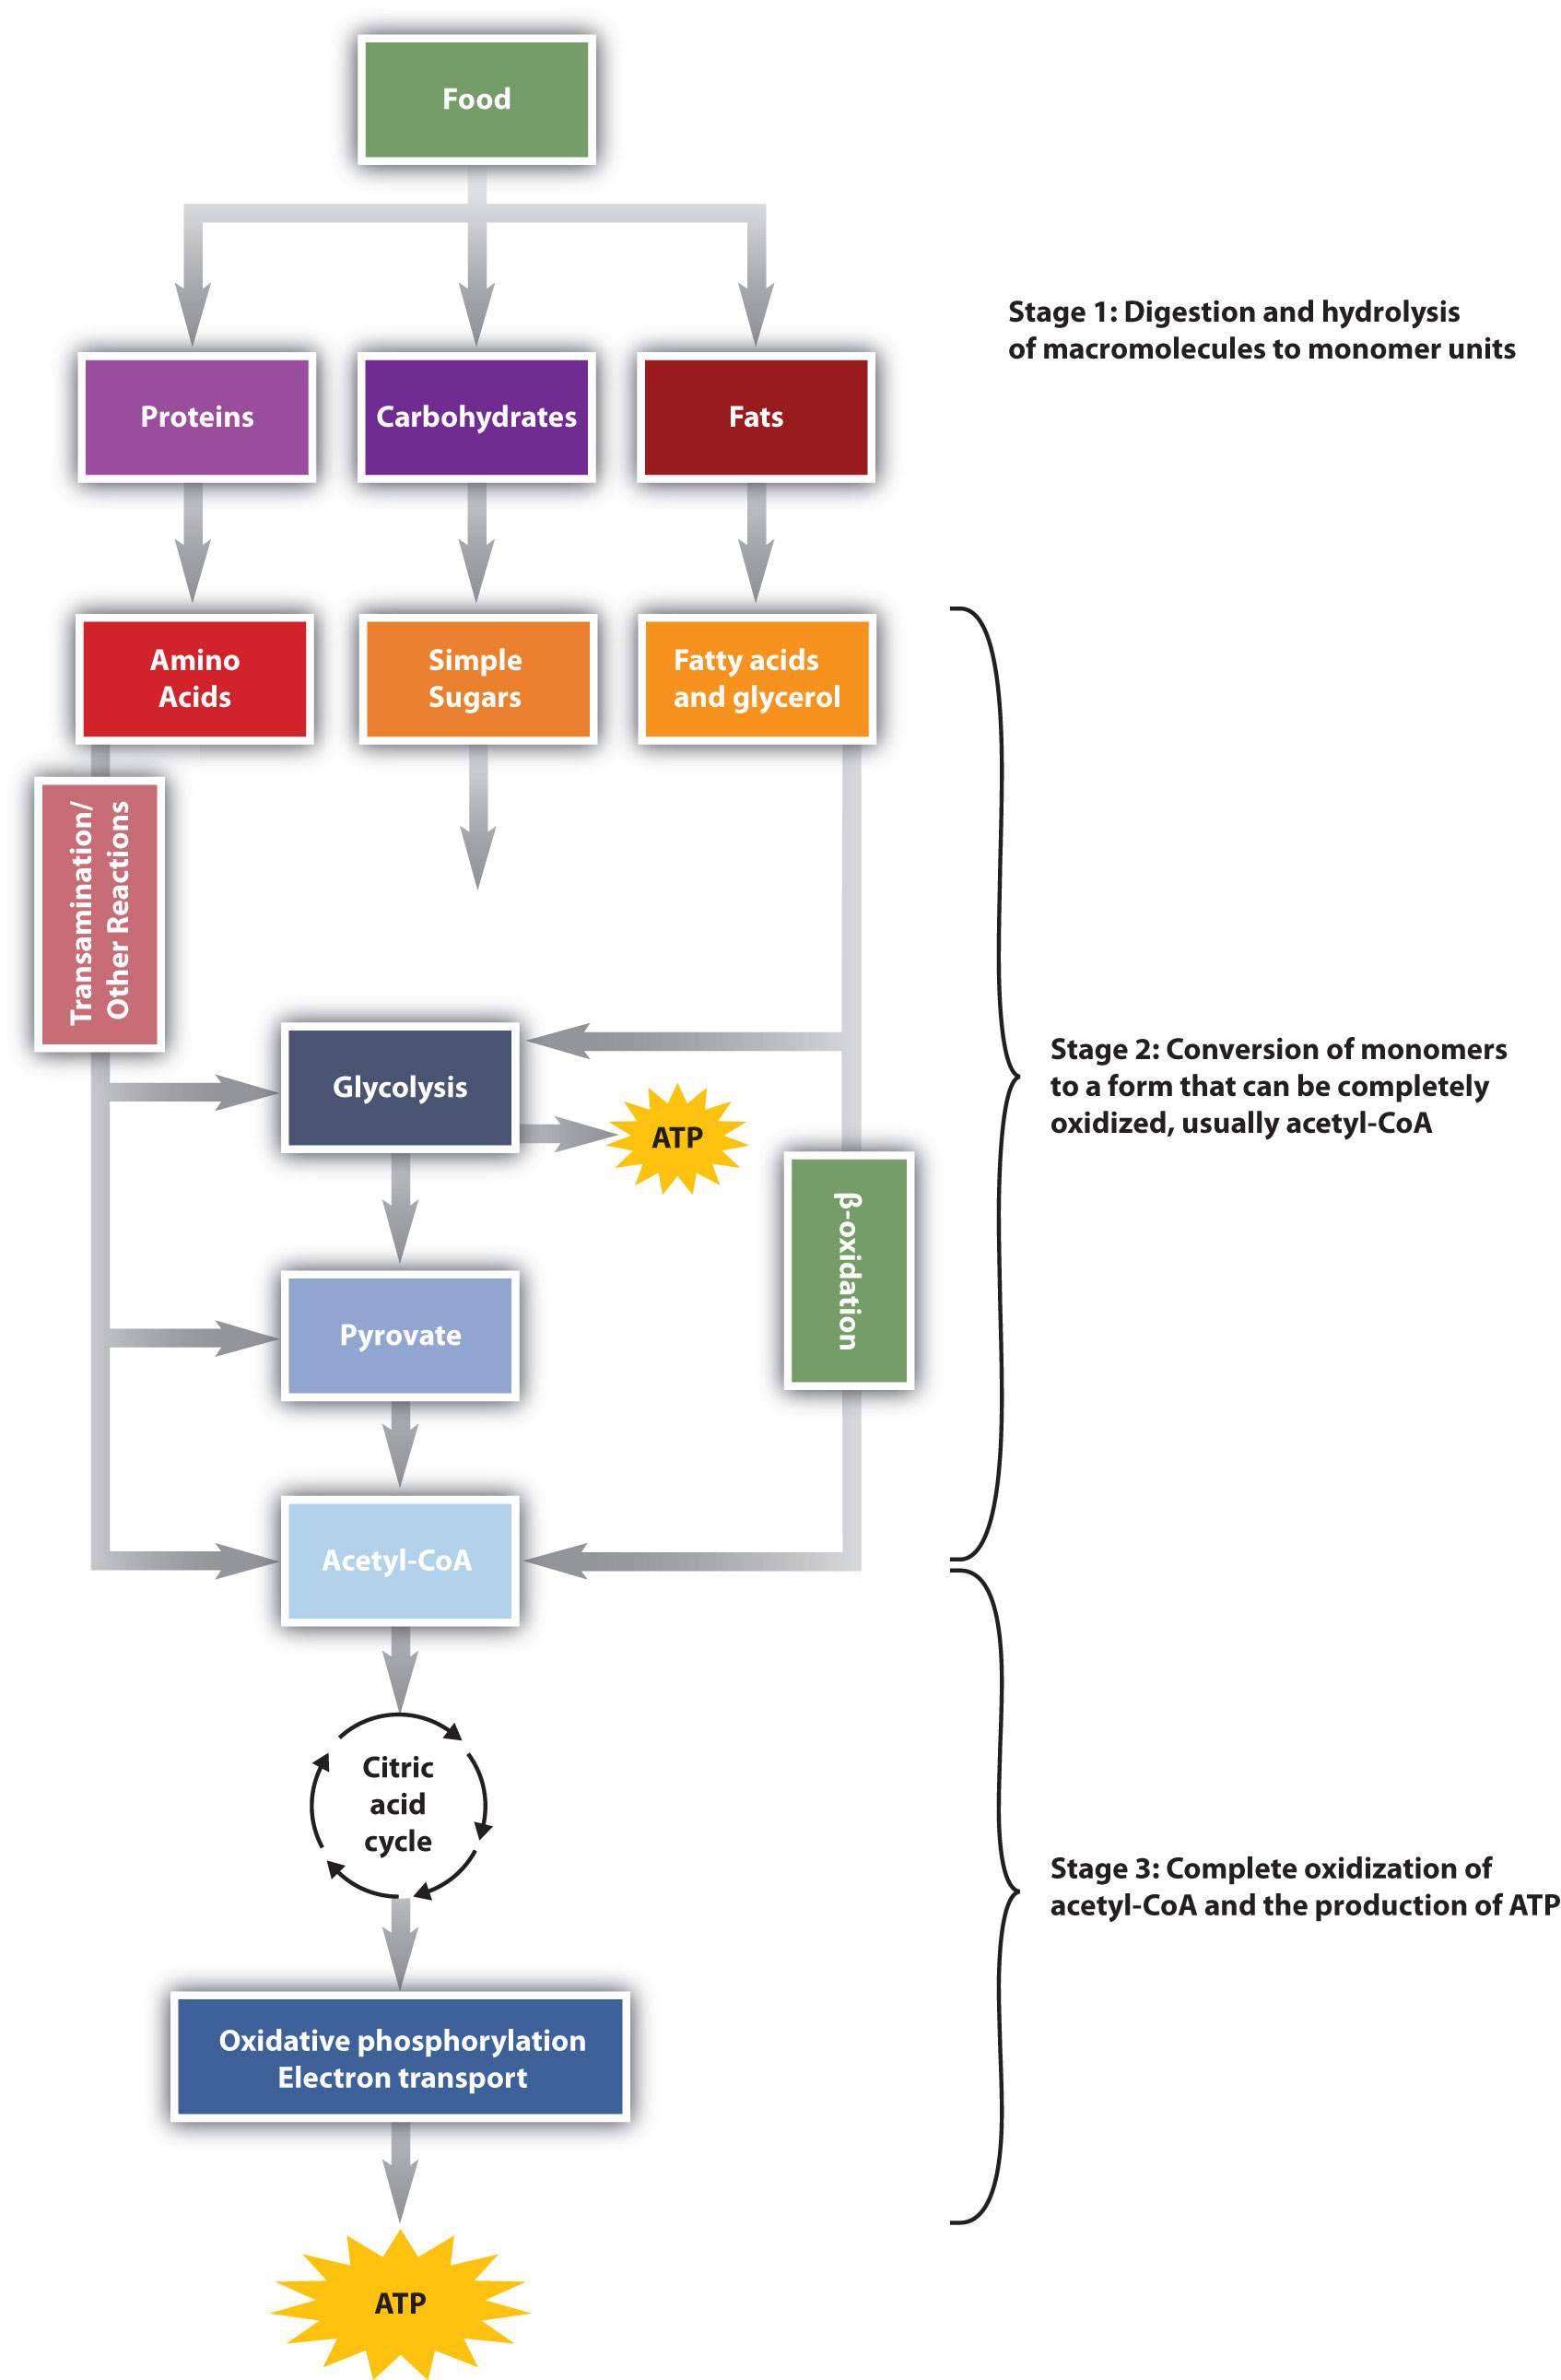 Food
Stage 1: Digestion and hydrolysis
of macromolecules to monomer units
Proteins
Carbohydrates
Fats
Amino
Acids
Simple
Sugars
Fatty acids
and glycerol
Transamination/
Other Reactions
Glycolysis
ATP
Stage 2: Conversion of monomers
to a form that can be completely
oxidized, usually acetyl-CoA
β-oxidation
Pyrovate
Acetyl-CoA
Citric
acid
cycle
Stage 3: Complete oxidization of
acetyl-CoA and the production of ATP
Oxidative phosphorylation
Electron transport
ATP